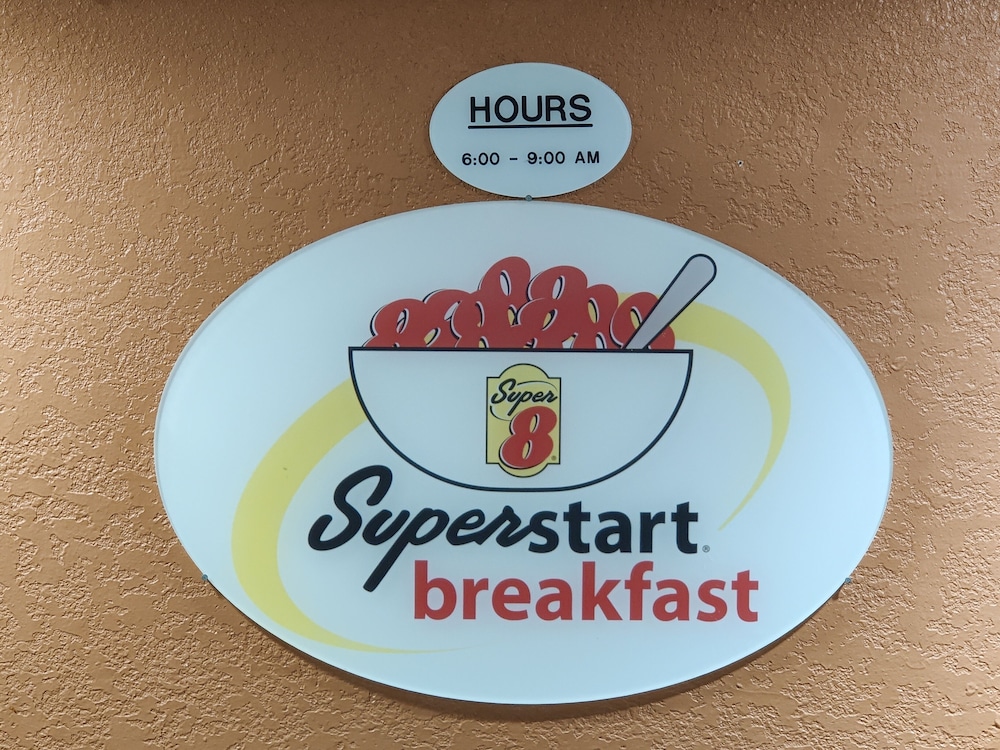 HOURS
6:00 - 9:00 AM
Super
8
Superstart®
breakfast